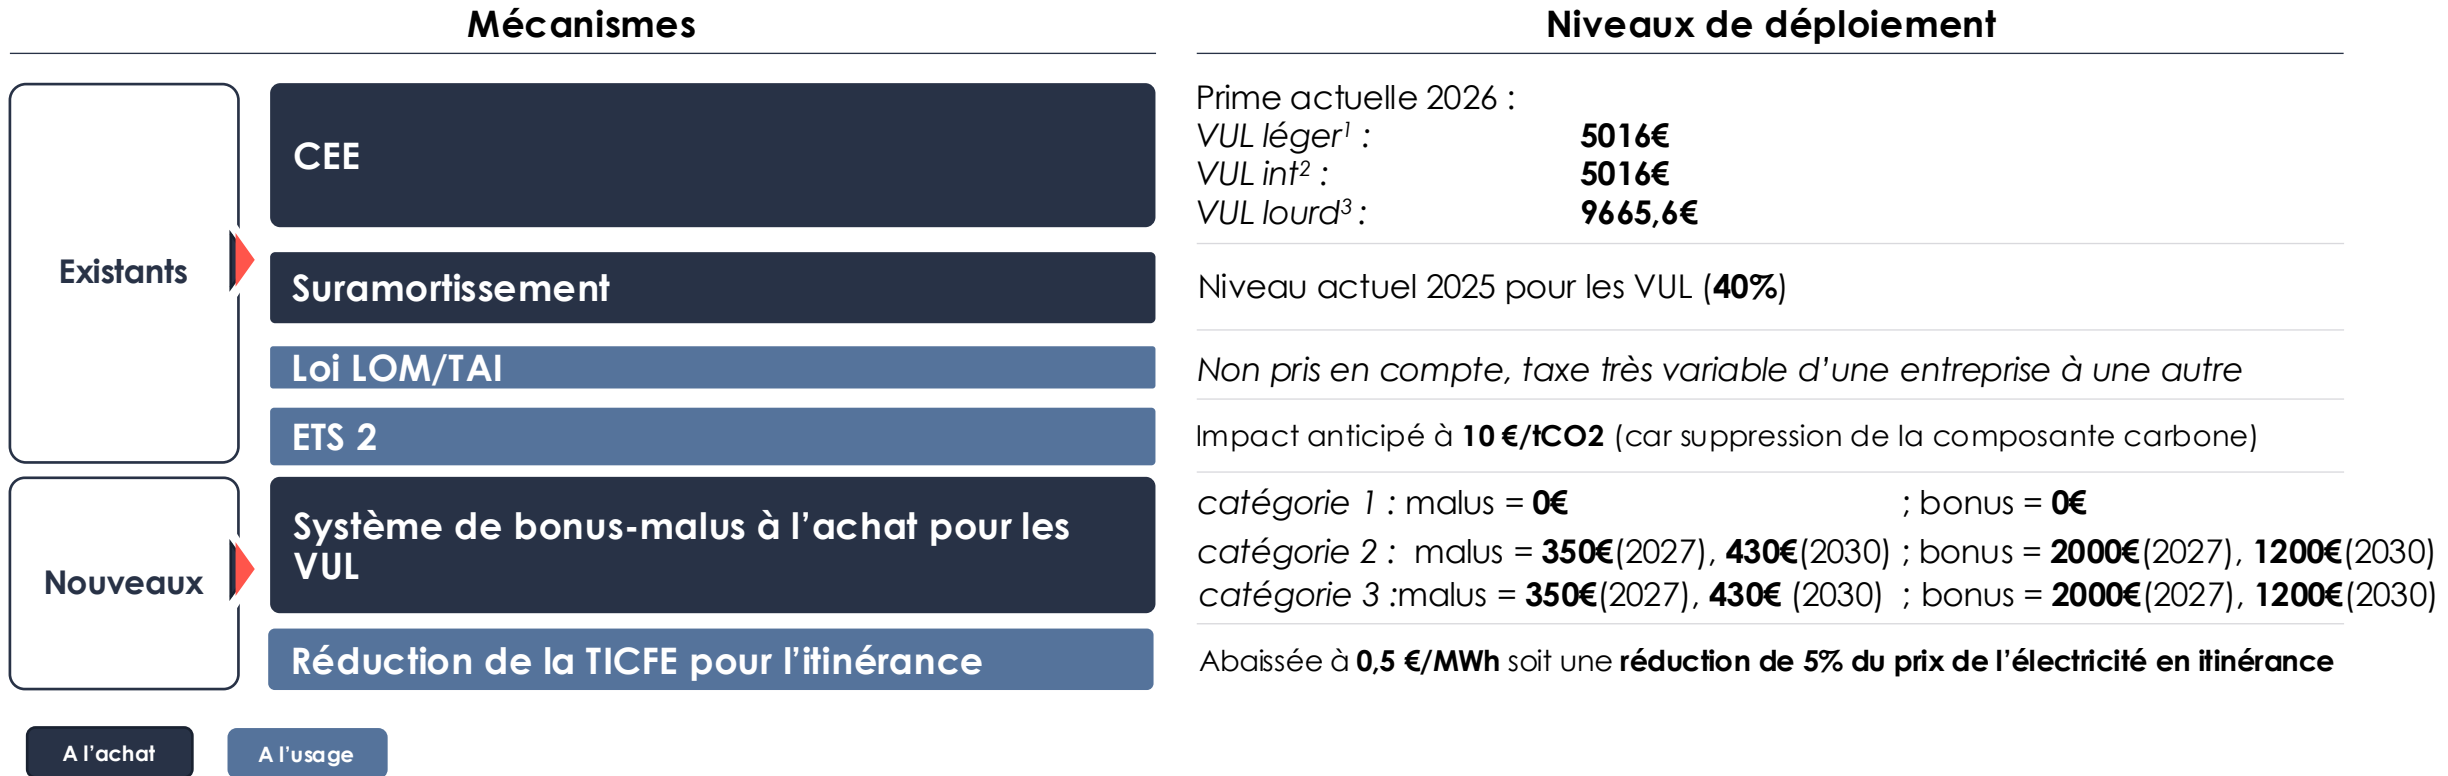 Mécanismes
Niveaux de déploiement
Existants
CEE
Prime actuelle 2026 :
VUL léger¹ : 5016€
VUL int² : 5016€
VUL lourd³ : 9665,6€
Suramortissement
Niveau actuel 2025 pour les VUL (40%)
Loi LOM/TAI
Non pris en compte, taxe très variable d’une entreprise à une autre
ETS 2
Impact anticipé à 10 €/tCO2 (car suppression de la composante carbone)
Nouveaux
Système de bonus-malus à l’achat pour les
VUL
catégorie 1 : malus = 0€ ; bonus = 0€
catégorie 2 : malus = 350€(2027), 430€(2030) ; bonus = 2000€(2027), 1200€(2030)
catégorie 3 :malus = 350€(2027), 430€ (2030) ; bonus = 2000€(2027), 1200€(2030)
Réduction de la TICFE pour l’itinérance
Abaissée à 0,5 €/MWh soit une réduction de 5% du prix de l’électricité en itinérance
A l’achat
A l’usage